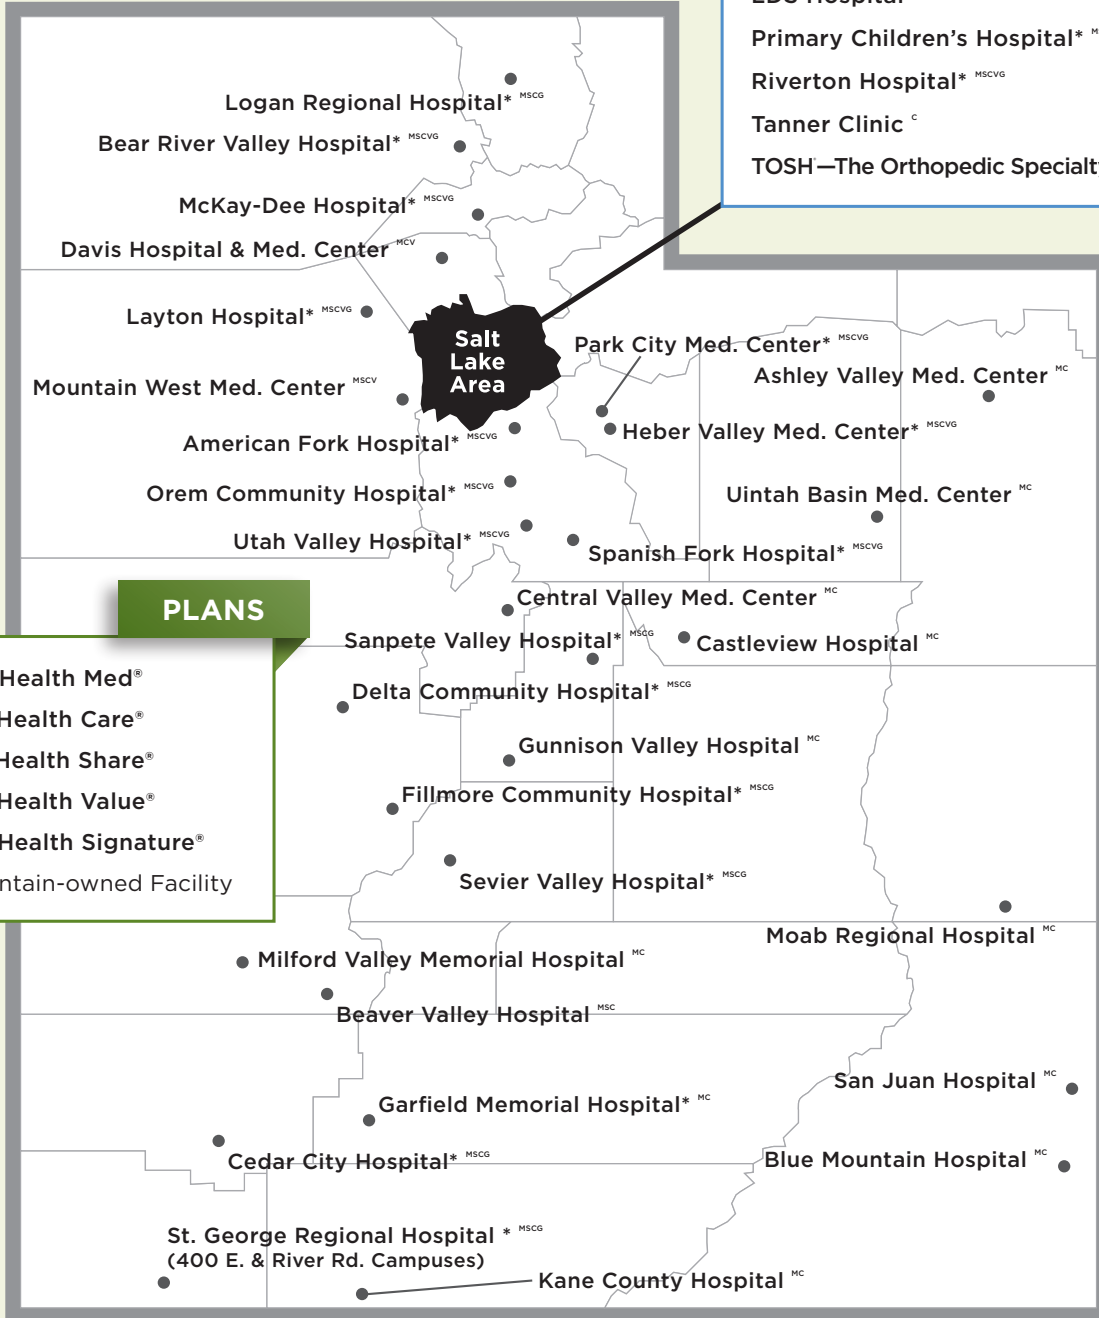 LDS Hospital
Primary Children's Hospital* M
Riverton Hospital* MSCVG
Tanner Clinic C
TOSH—The Orthopedic Specialty
Logan Regional Hospital* MSCG
Bear River Valley Hospital* MSCVG
McKay-Dee Hospital* MSCVG
Davis Hospital & Med. Center MCV
Layton Hospital* MSCVG
Salt
Lake
Area
Park City Med. Center* MSCVG
Ashley Valley Med. Center MC
Mountain West Med. Center MSCV
American Fork Hospital* MSCVG
Heber Valley Med. Center* MSCVG
Orem Community Hospital* MSCVG
Uintah Basin Med. Center MC
Utah Valley Hospital* MSCVG
Spanish Fork Hospital* MSCVG
Central Valley Med. Center MC
Sanpete Valley Hospital* MSCG
Castleview Hospital MC
Delta Community Hospital* MSCG
Gunnison Valley Hospital MC
Fillmore Community Hospital* MSCG
Sevier Valley Hospital* MSCG
Moab Regional Hospital MC
Milford Valley Memorial Hospital MC
Beaver Valley Hospital MSC
San Juan Hospital MC
Garfield Memorial Hospital* MC
Cedar City Hospital* MSCG
Blue Mountain Hospital MC
St. George Regional Hospital * MSCG
(400 E. & River Rd. Campuses)
Kane County Hospital MC
PLANS
Health Med®
Health Care®
Health Share®
Health Value®
Health Signature®
ntain-owned Facility